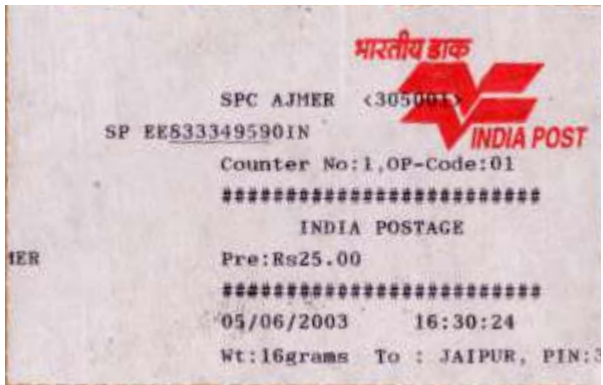 भारतीय डाक
SPC AJMER <305001>
INDIA POST
SP EE833349590IN
Counter No:1,OP-Code:01
##########################
INDIA POSTAGE
Pre:Rs25.00
##########################
05/06/2003 16:30:24
Wt:16grams To : JAIPUR, PIN:3